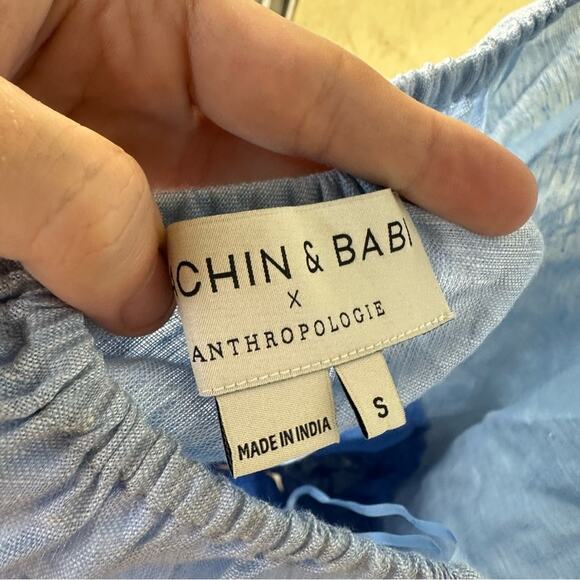 CHIN & BABI
X
ANTHROPOLOGIE
MADE IN INDIA
S